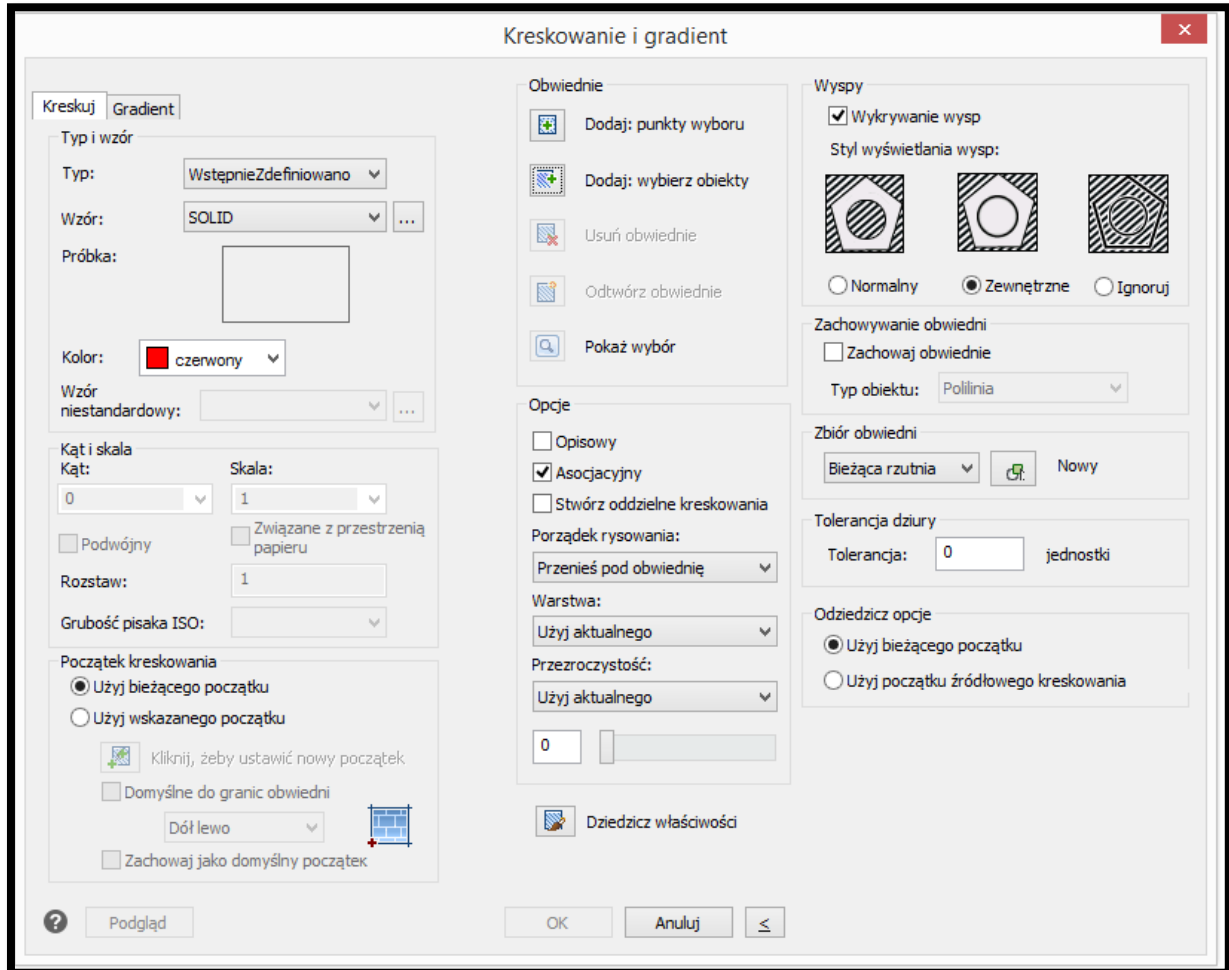 Kreskowanie i gradient
Kreskuj
Gradient
Typ i wzór
Typ:
WstępnieZdefiniowano
Wzór:
SOLID
...
Próbka:
Kolor:
czerwony
Wzór
niestandardowy:
...
Kąt i skala
Kąt:
Skala:
0
1
Podwójny
Związane z przestrzenią
papieru
Rozstaw:
1
Grubość pisaka ISO:
Początek kreskowania
Użyj bieżącego początku
Użyj wskazanego początku
Kliknij, żeby ustawić nowy początek
Domyślne do granic obwiedni
Dół lewo
Zachowaj jako domyślny początek
Podgląd
Obwiednie
Dodaj: punkty wyboru
Dodaj: wybierz obiekty
Usuń obwiednie
Odtwórz obwiednie
Pokaż wybór
Opcje
Opisowy
Asocjacyjny
Stwórz oddzielne kreskowania
Porządek rysowania:
Przenieś pod obwiednię
Warstwa:
Użyj aktualnego
Przezroczystość:
Użyj aktualnego
0
Dziedzicz właściwości
Wyspy
Wykrywanie wysp
Styl wyświetlania wysp:
Normalny
Zewnętrzne
Ignoruj
Zachowywanie obwiedni
Zachowaj obwiednie
Typ obiektu:
Polilinia
Zbiór obwiedni
Bieżąca rzutnia
Nowy
Tolerancja dziury
Tolerancja:
0
jednostki
Odziedzicz opcje
Użyj bieżącego początku
Użyj początku źródłowego kreskowania
OK
Anuluj
<